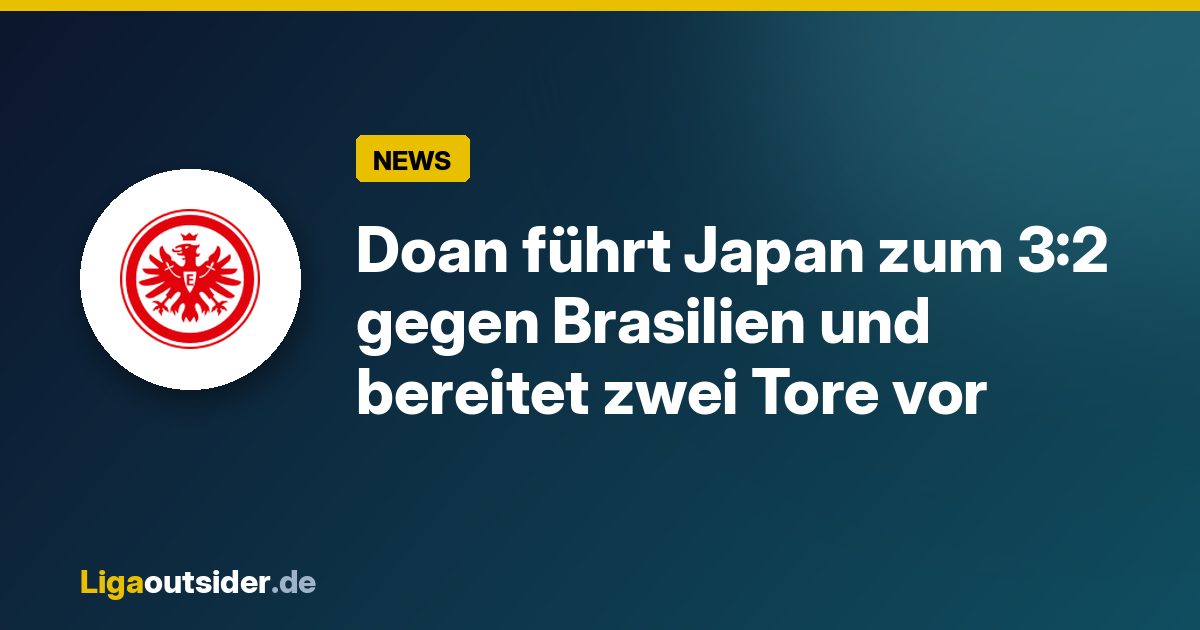 NEWS
Doan führt Japan zum 3:2
gegen Brasilien und
bereitet zwei Tore vor
E
Ligaoutsider.de